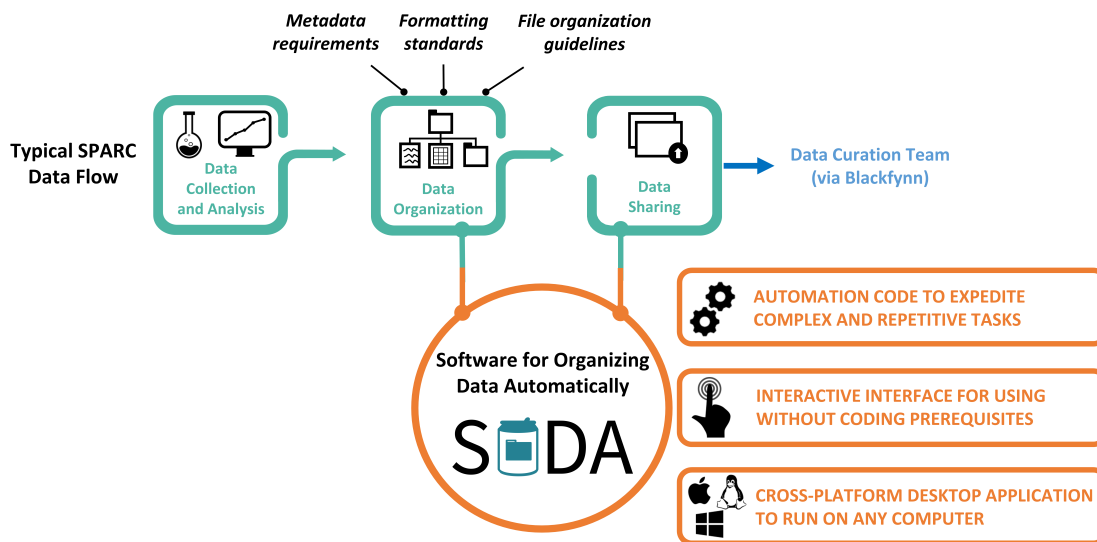 Metadata
requirements
Formatting
standards
File organization
guidelines
Typical SPARC
Data Flow
Data
Collection
and Analysis
Data
Organization
Data
Sharing
Data Curation Team
(via Blackfynn)
Software for Organizing
Data Automatically
SODA
AUTOMATION CODE TO EXPEDITE
COMPLEX AND REPETITIVE TASKS
INTERACTIVE INTERFACE FOR USING
WITHOUT CODING PREREQUISITES
CROSS-PLATFORM DESKTOP APPLICATION
TO RUN ON ANY COMPUTER